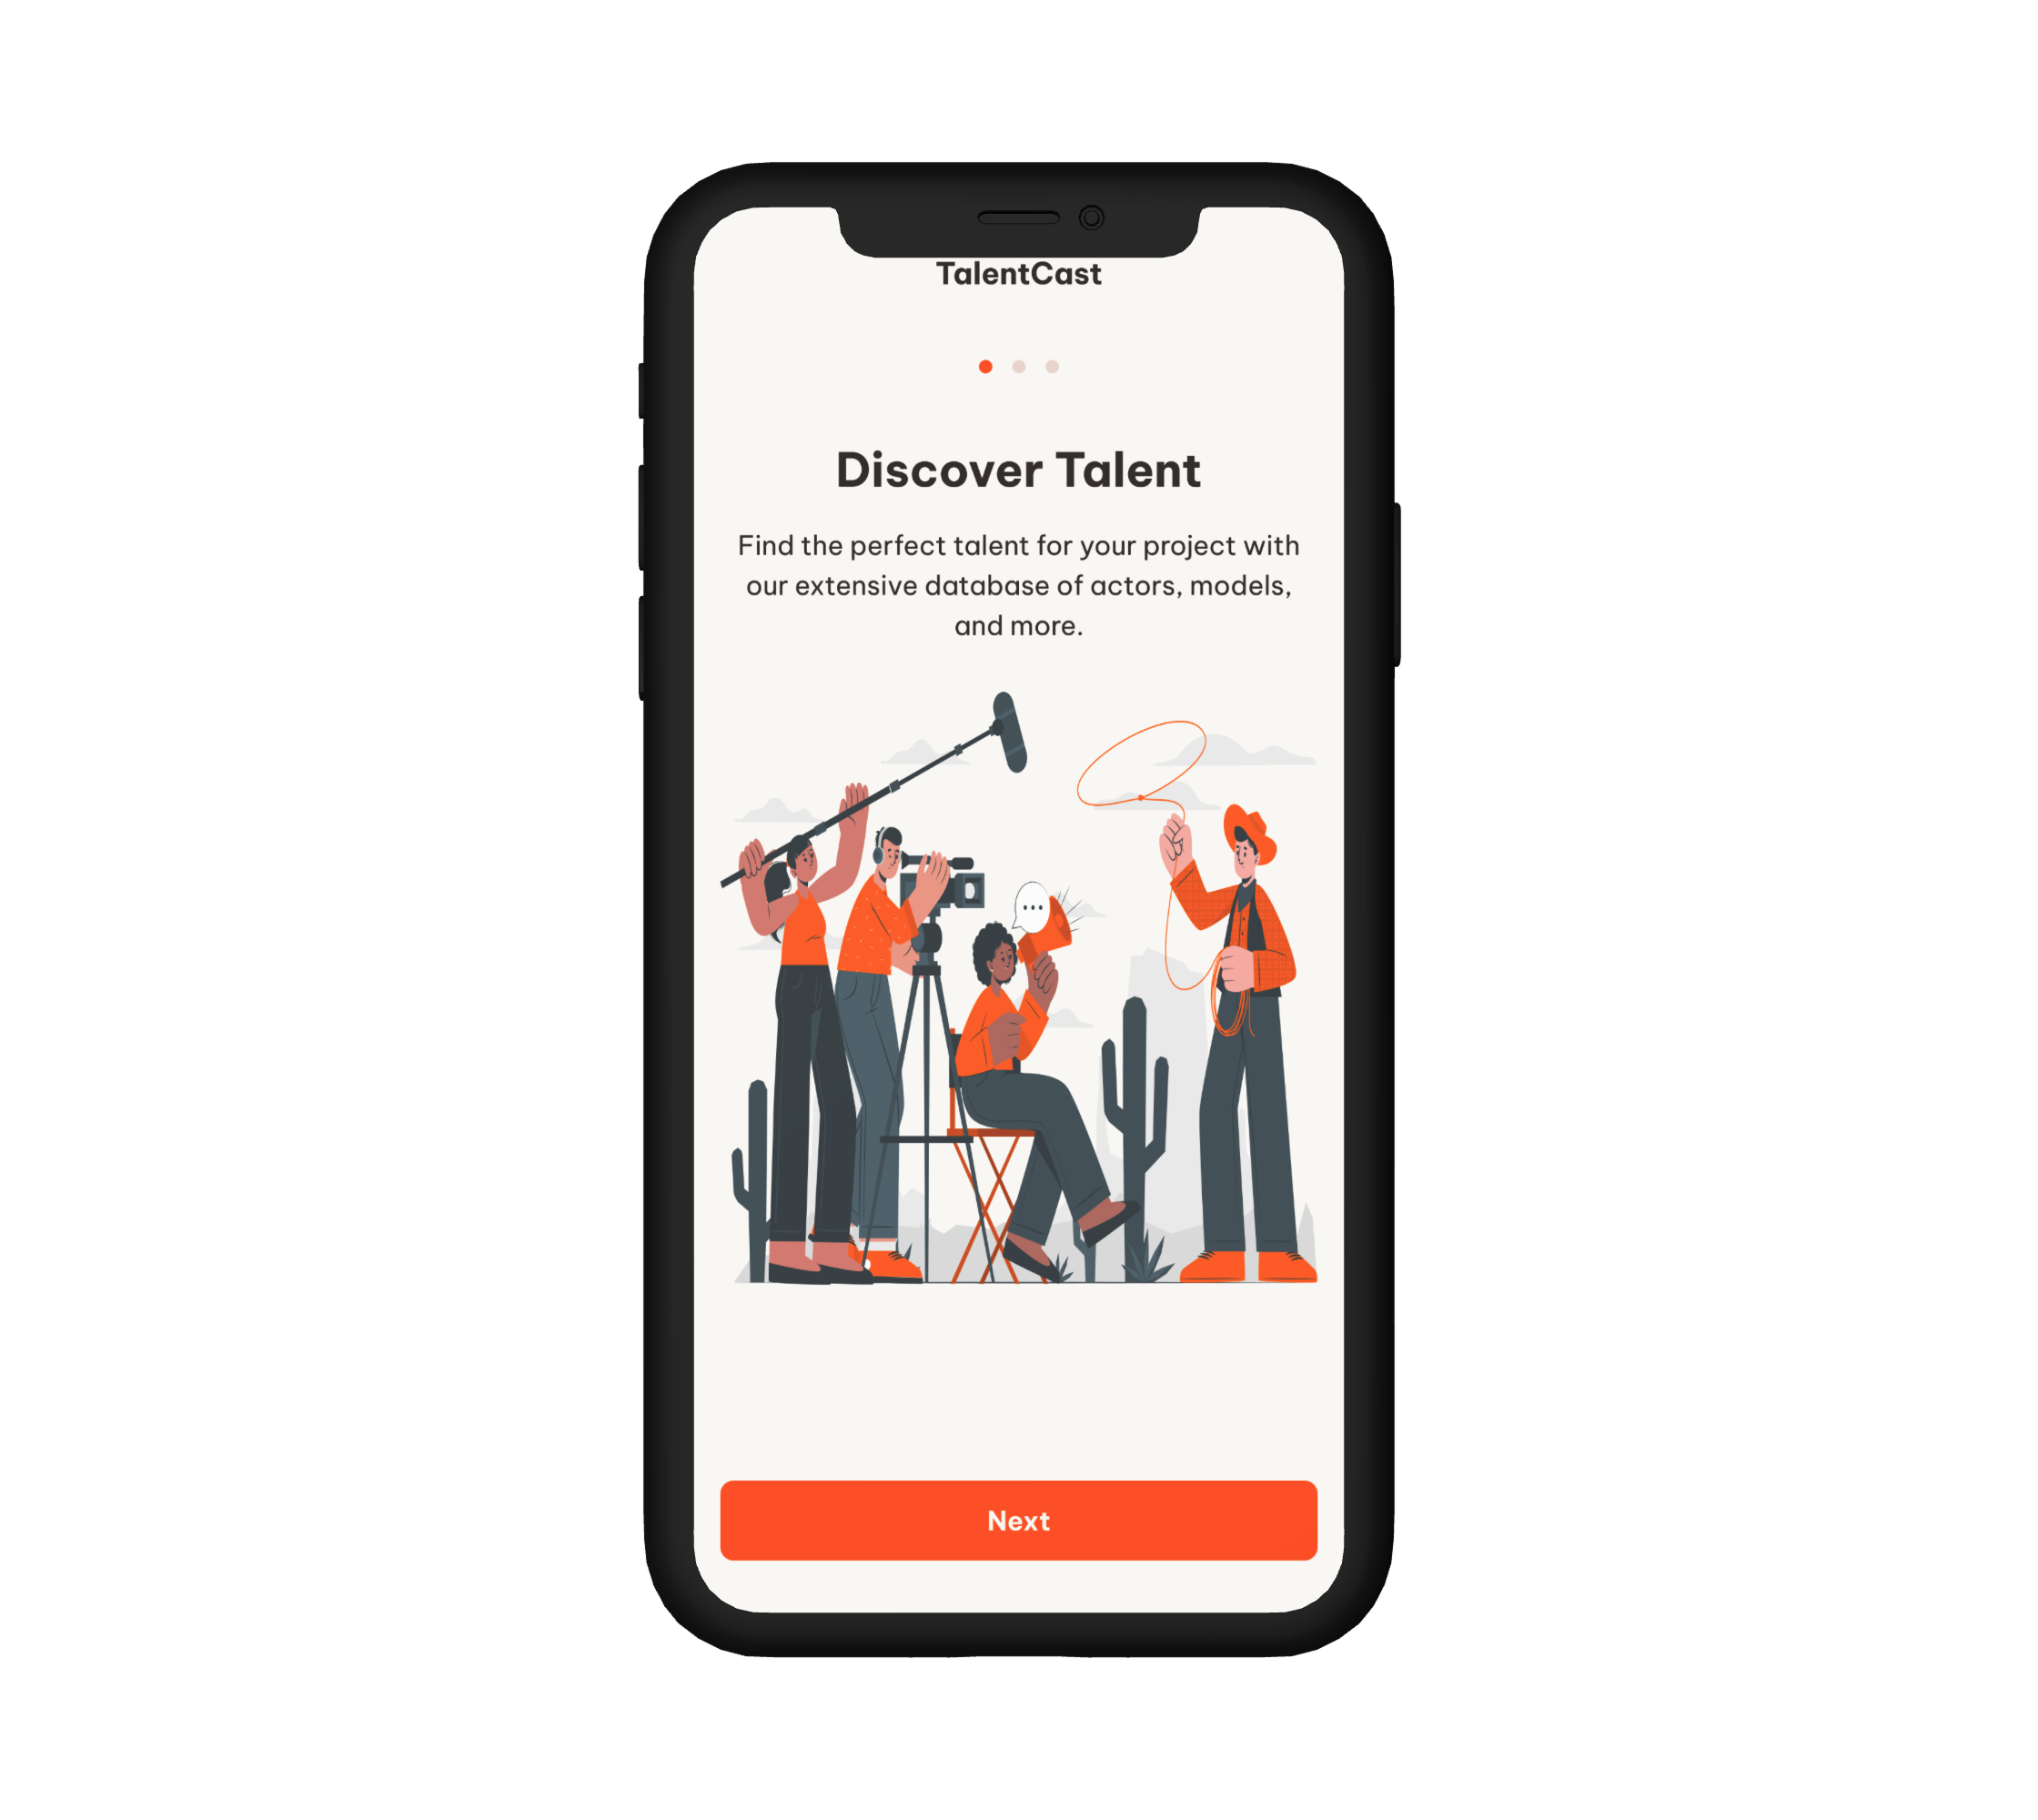 TalentCast
Discover Talent
Find the perfect talent for your project with
our extensive database of actors, models,
and more.
Next